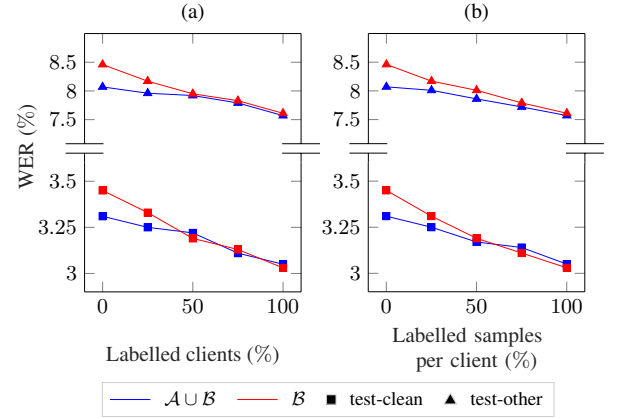 (a) (b)
WER (%)
8.5 8.5
8 8
7.5 7.5
3.5 3.5
3.25 3.25
3 3
0 50 100 0 50 100
Labelled clients (%) Labelled samples
per client (%)
𝒜 ∪ ℬ ℬ test-clean test-other